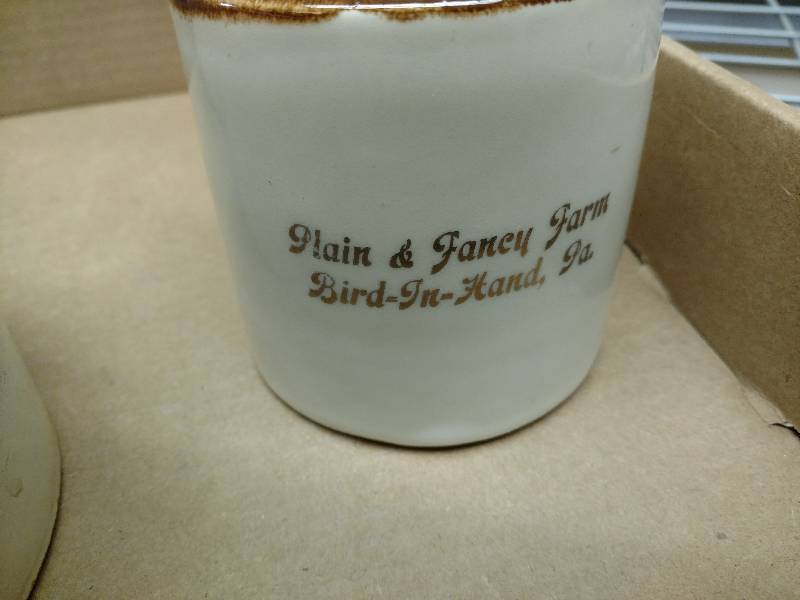 Plain & Fancy Farm
Bird-In-Hand, Pa.